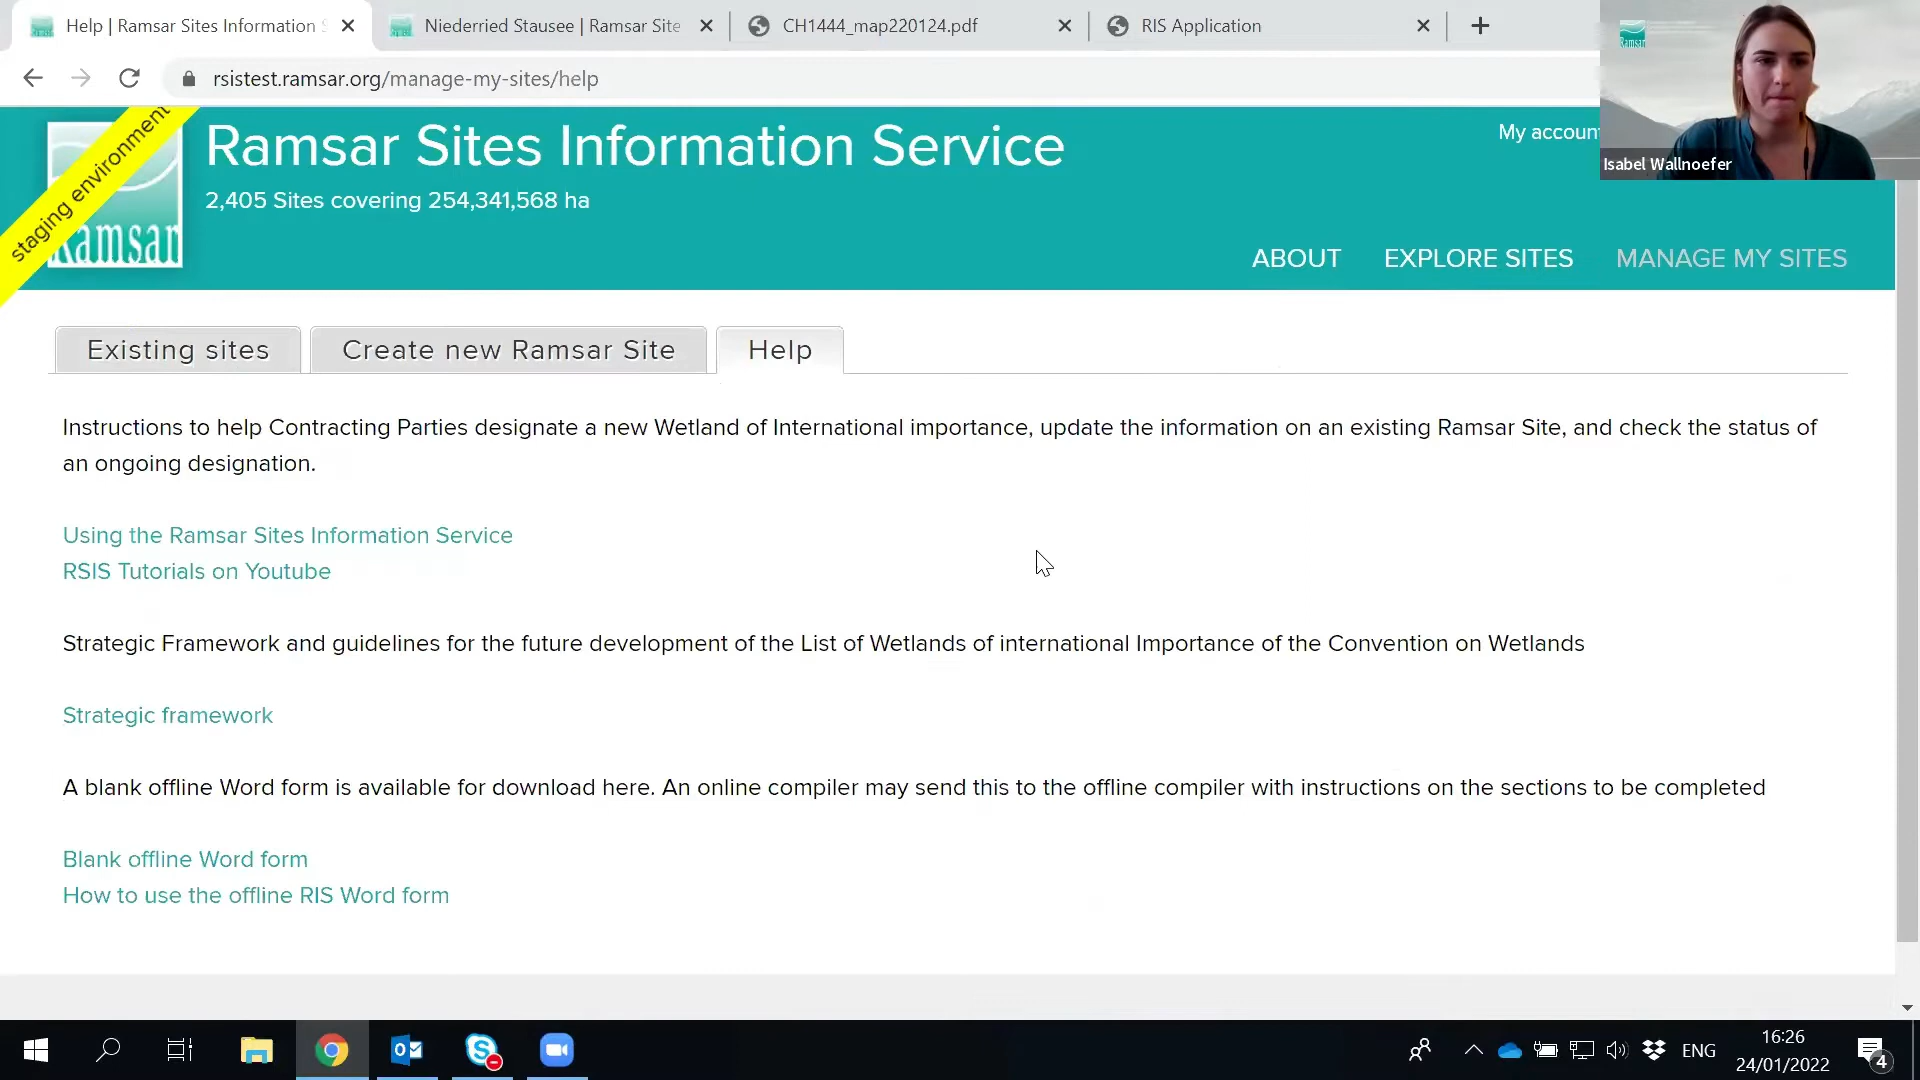 Help | Ramsar Sites Information
Niederried Stausee | Ramsar Site
CH1444_map220124.pdf
RIS Application
rsistest.ramsar.org/manage-my-sites/help
staging environment
Ramsar
Ramsar Sites Information Service
2,405 Sites covering 254,341,568 ha
My account
Ramsar
Isabel Wallnoefer
ABOUT
EXPLORE SITES
MANAGE MY SITES
Existing sites
Create new Ramsar Site
Help
Instructions to help Contracting Parties designate a new Wetland of International importance, update the information on an existing Ramsar Site, and check the status of
an ongoing designation.
Using the Ramsar Sites Information Service
RSIS Tutorials on Youtube
Strategic Framework and guidelines for the future development of the List of Wetlands of international Importance of the Convention on Wetlands
Strategic framework
A blank offline Word form is available for download here. An online compiler may send this to the offline compiler with instructions on the sections to be completed
Blank offline Word form
How to use the offline RIS Word form
ENG
16:26
24/01/2022
4